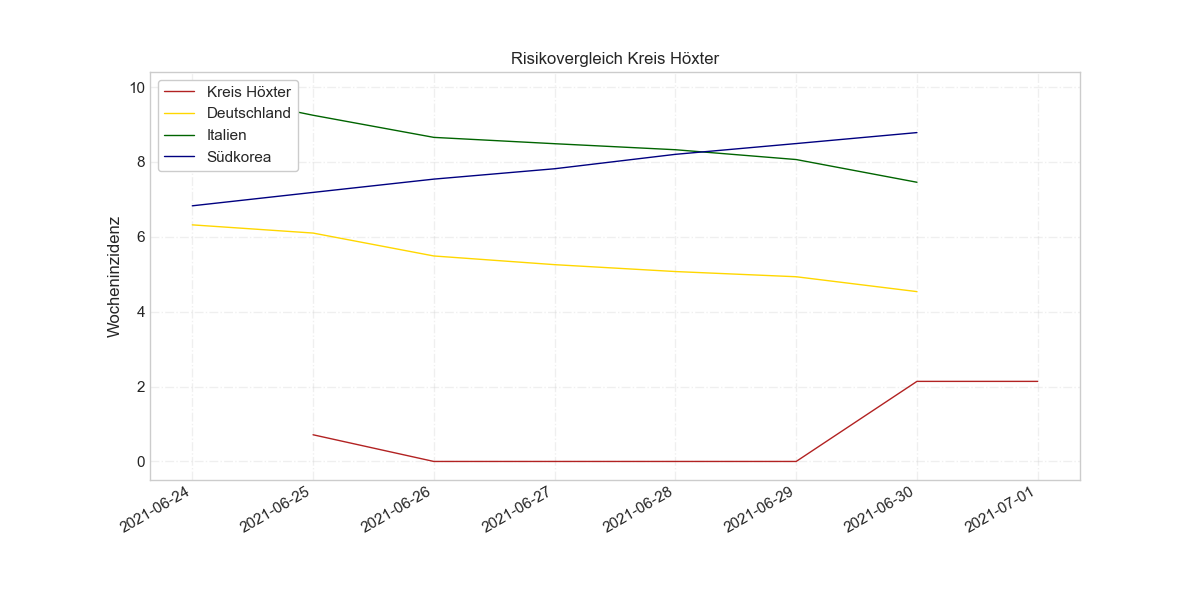 Risikovergleich Kreis Höxter
Kreis Höxter
Deutschland
Italien
Südkorea
Wocheninzidenz
10
8
6
4
2
0
2021-06-24
2021-06-25
2021-06-26
2021-06-27
2021-06-28
2021-06-29
2021-06-30
2021-07-01